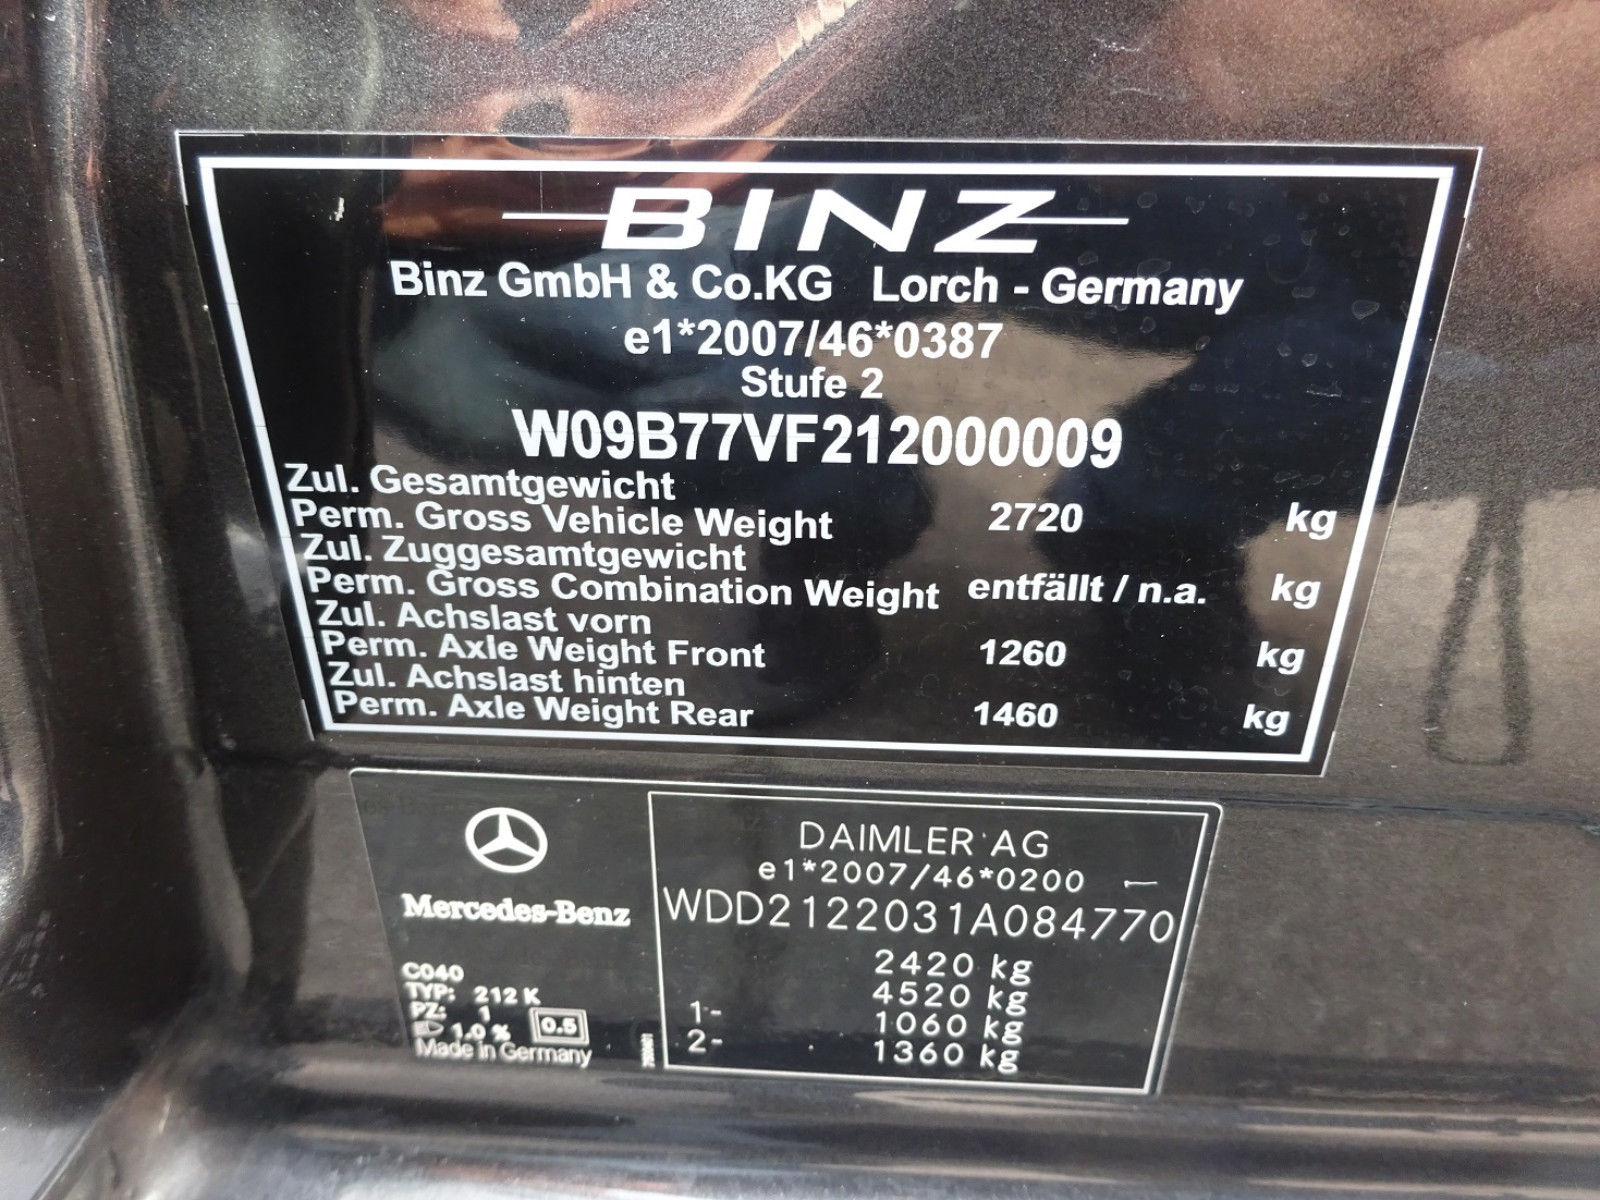 BINZ
Binz GmbH & Co.KG Lorch - Germany
e1*2007/46*0387
Stufe 2
W09B77VF212000009
Zul. Gesamtgewicht
Perm. Gross Vehicle Weight 2720 kg
Zul. Zuggesamtgewicht
Perm. Gross Combination Weight entfällt / n.a. kg
Zul. Achslast vorn
Perm. Axle Weight Front 1260 kg
Zul. Achslast hinten
Perm. Axle Weight Rear 1460 kg
Mercedes-Benz
C040
TYP: 212 K
PZ: 1
1.0 % 0.5
Made in Germany
DAIMLER AG
e1*2007/46*0200
WDD2122031A084770
2420 kg
4520 kg
1- 1060 kg
2- 1360 kg